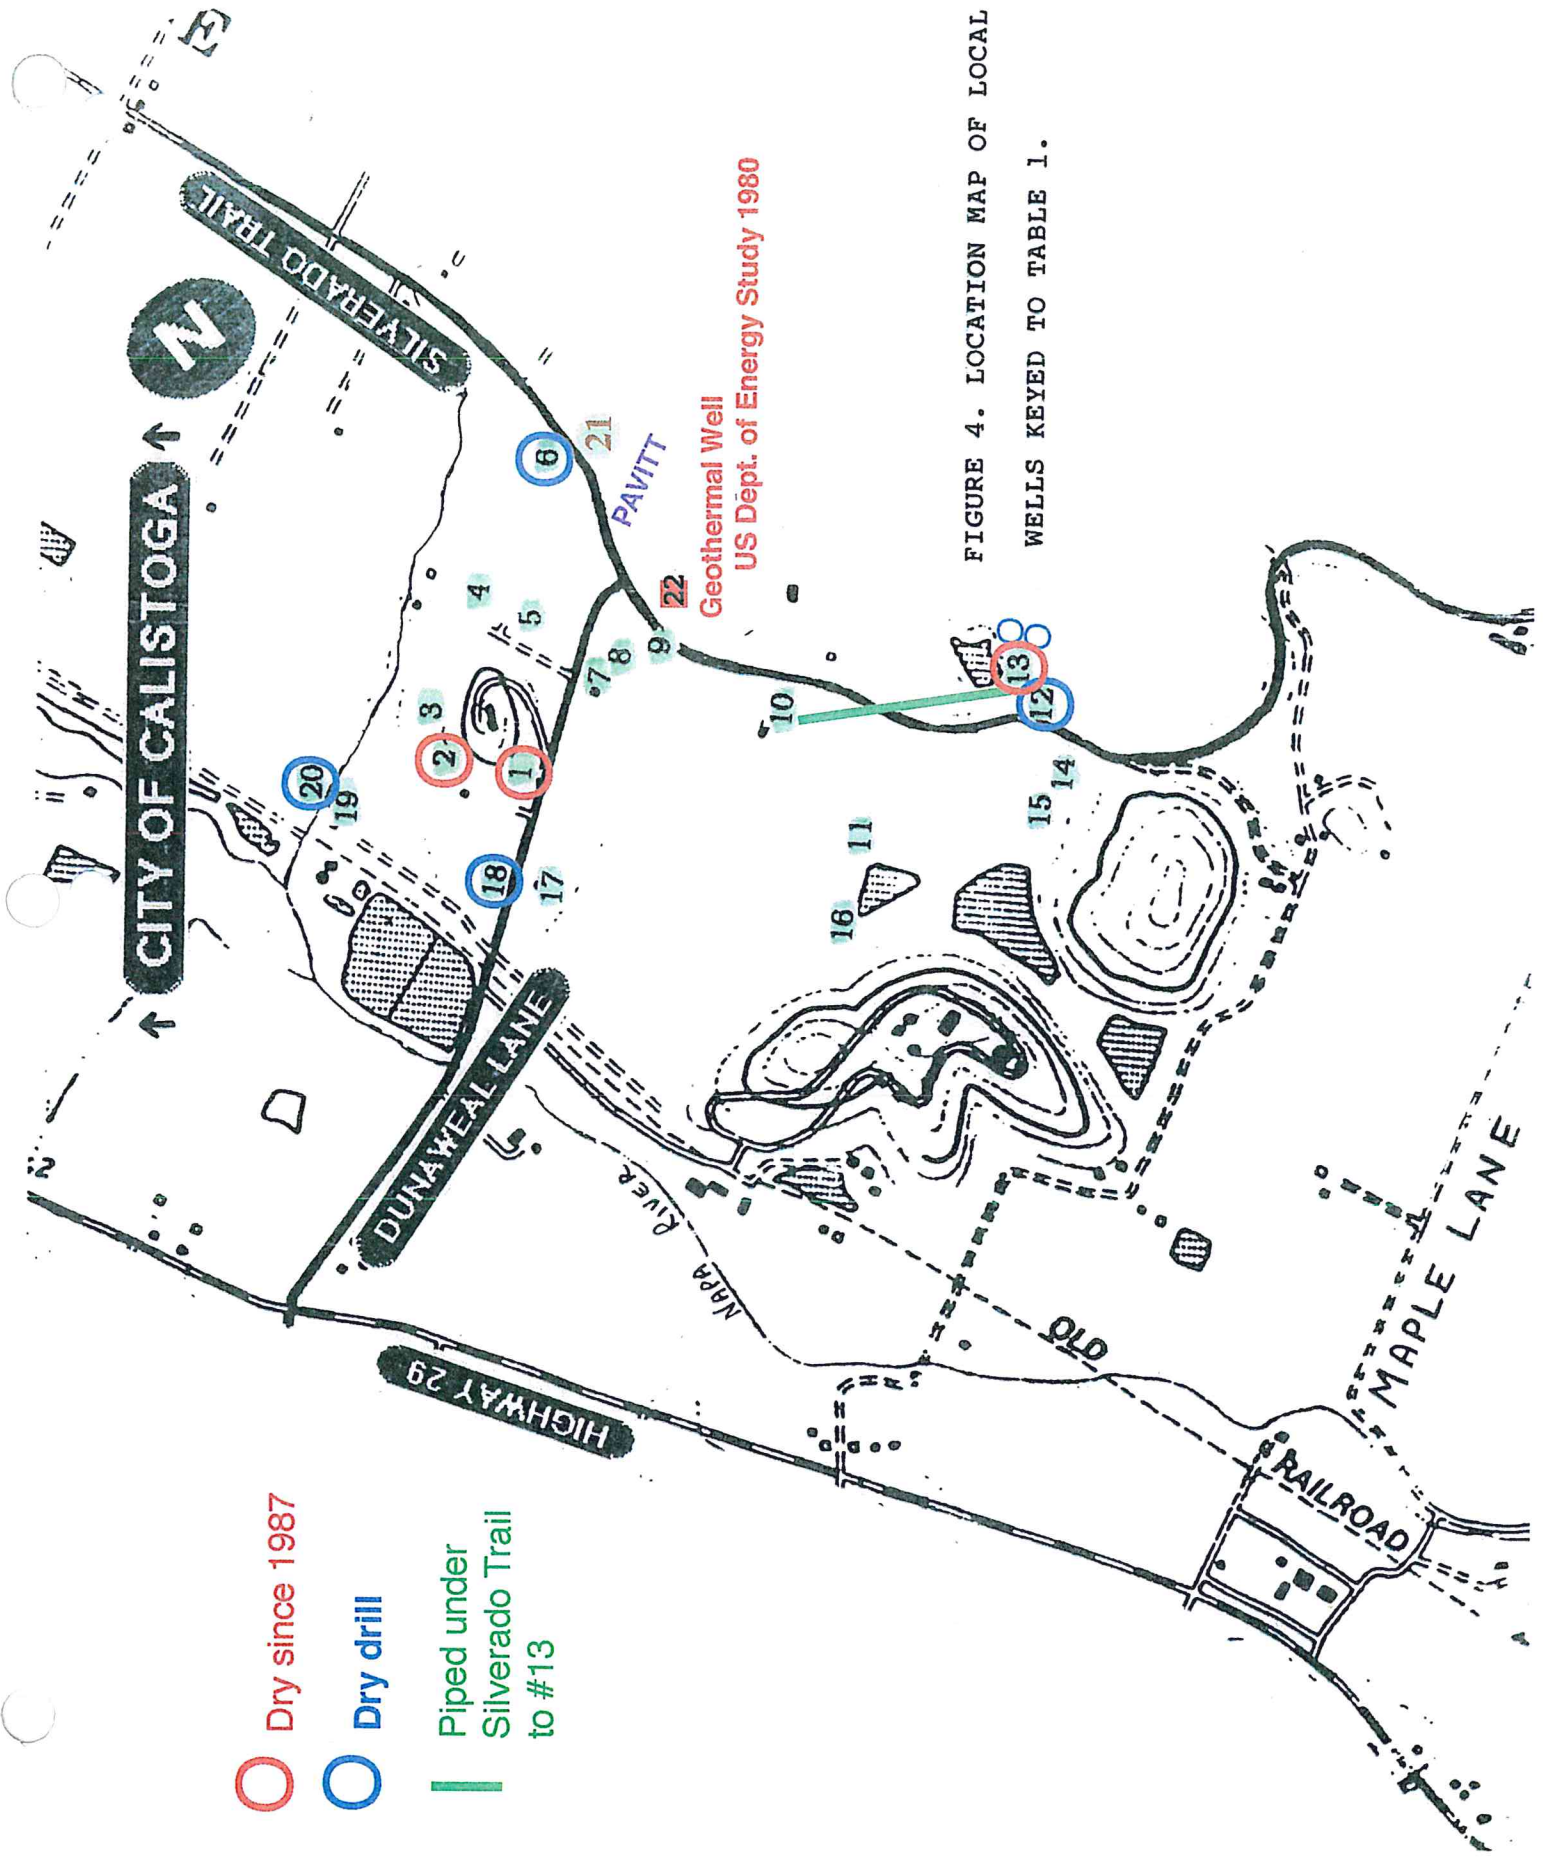 CITY OF CALISTOGA
N
E
SILVERADO TRAIL
DUNAWEAL LANE
HIGHWAY 29
NAPA RIVER
OLD
RAILROAD
MAPLE LANE
PAVITT
Geothermal Well
US Dept. of Energy Study 1980
FIGURE 4. LOCATION MAP OF LOCAL
WELLS KEYED TO TABLE 1.
Dry since 1987
Dry drill
Piped under
Silverado Trail
to #13
1
2
3
4
5
6
7
8
9
10
11
12
13
14
15
16
17
18
19
20
21
22